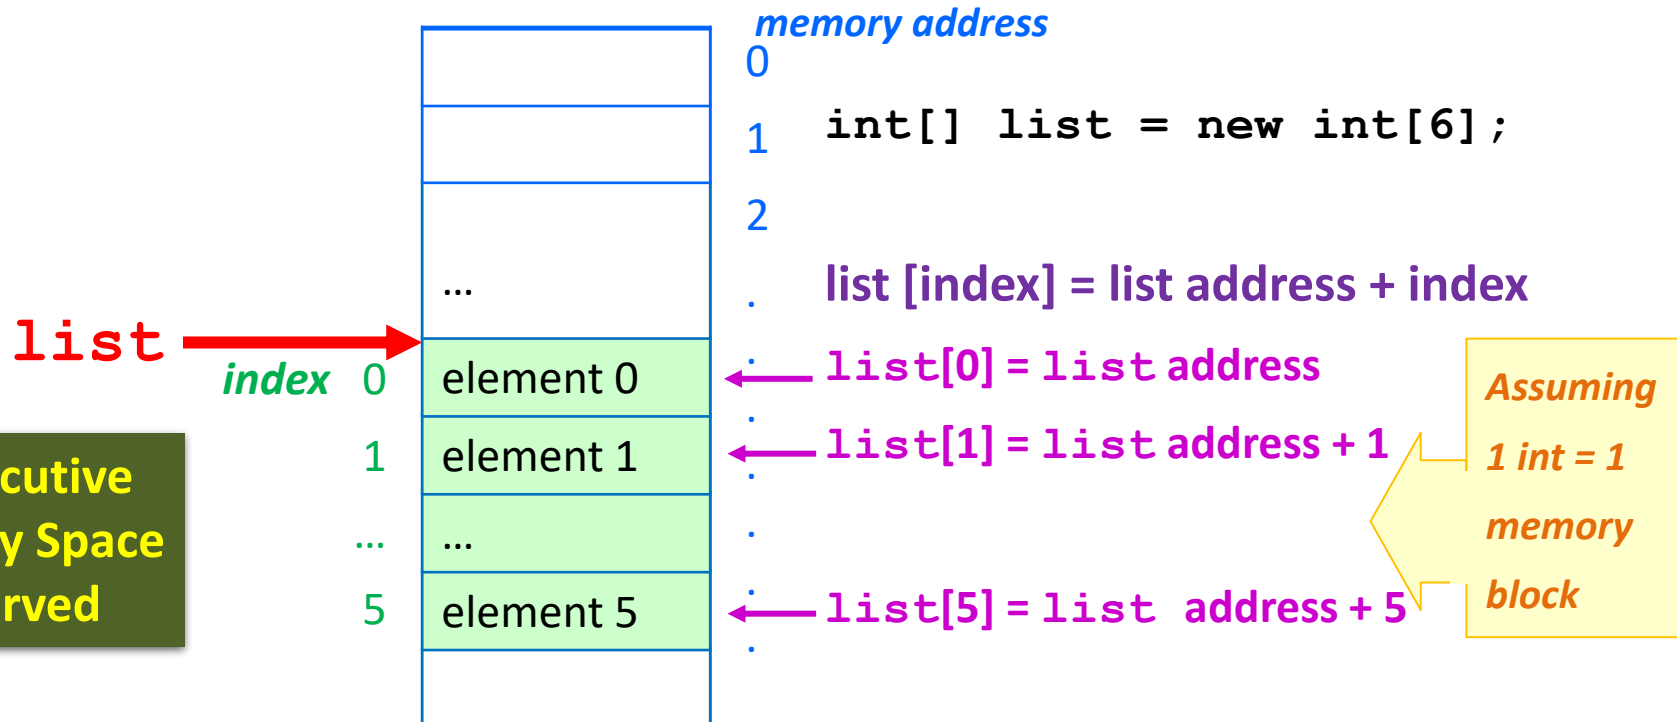 memory address
0
1
int[] list = new int[6];
2
...
.
list [index] = list address + index
list
index 0
element 0
.
list[0] = list address
.
1
element 1
list[1] = list address + 1
.
...
...
.
5
element 5
.
list[5] = list address + 5
.
Assuming
1 int = 1
memory
block
cutive
y Space
rved